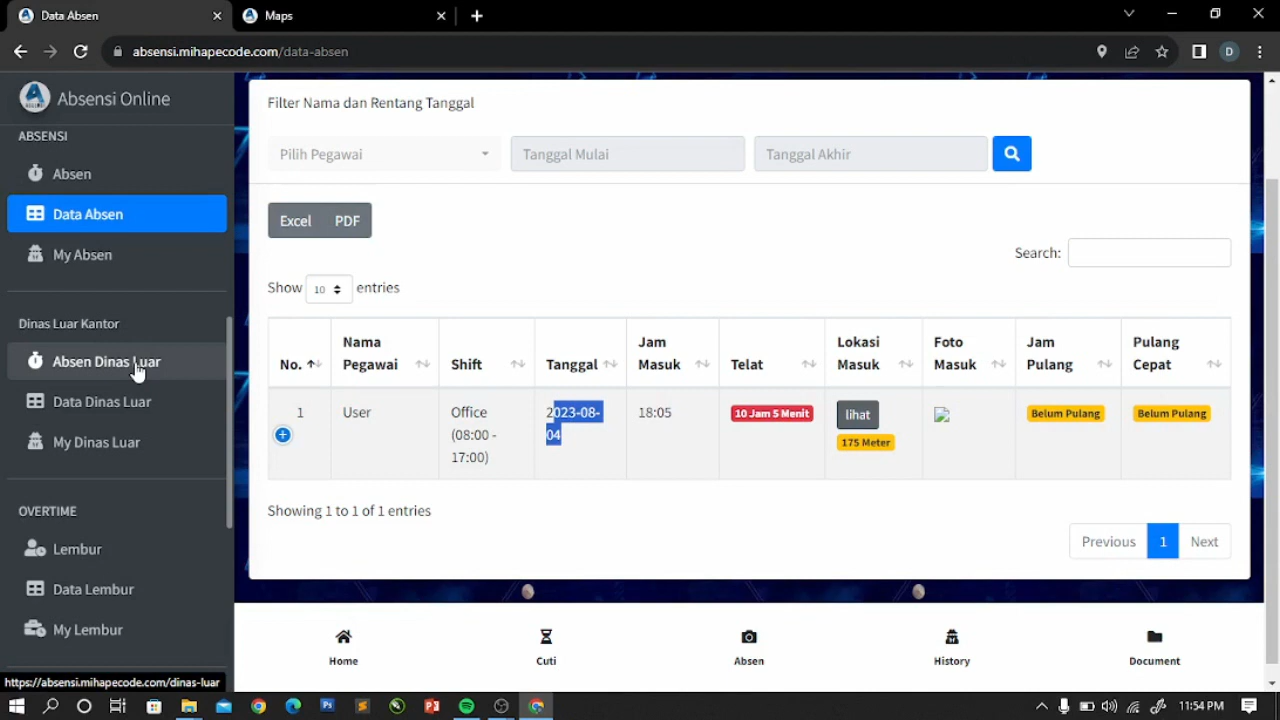 Data Absen
Maps
absensi.mihapecode.com/data-absen
D
Absensi Online
ABSENSI
Absen
Data Absen
My Absen
Dinas Luar Kantor
Absen Dinas Luar
Data Dinas Luar
My Dinas Luar
OVERTIME
Lembur
Data Lembur
My Lembur
https://absensi.mihapecode.com/dinas-luar
Filter Nama dan Rentang Tanggal
Pilih Pegawai Tanggal Mulai Tanggal Akhir
Excel PDF
Search:
Show 10 entries
No. Nama Pegawai Shift Tanggal Jam Masuk Telat Lokasi Masuk Foto Masuk Jam Pulang Pulang Cepat
1 User Office (08:00 - 17:00) 2023-08-04 18:05 10 Jam 5 Menit lihat 175 Meter Belum Pulang Belum Pulang
Showing 1 to 1 of 1 entries
Previous 1 Next
Home Cuti Absen History Document
11:54 PM